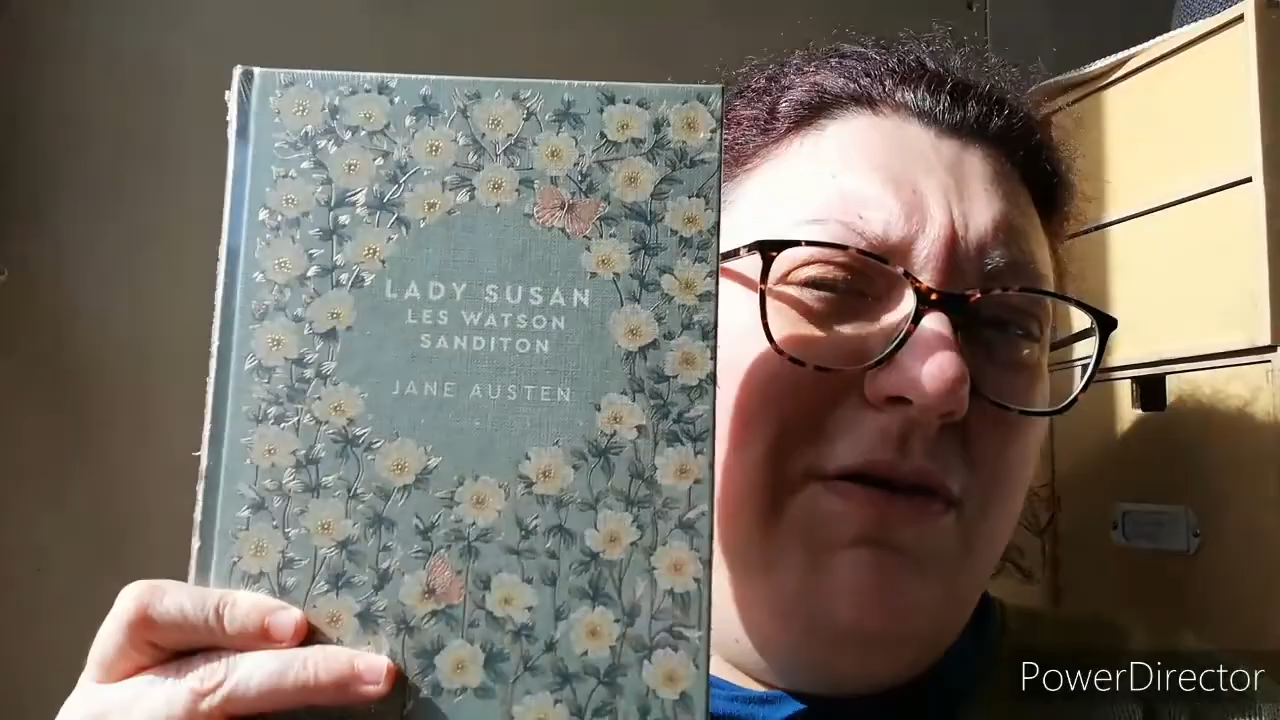 LADY SUSAN
LES WATSON
SANDITON
JANE AUSTEN
PowerDirector